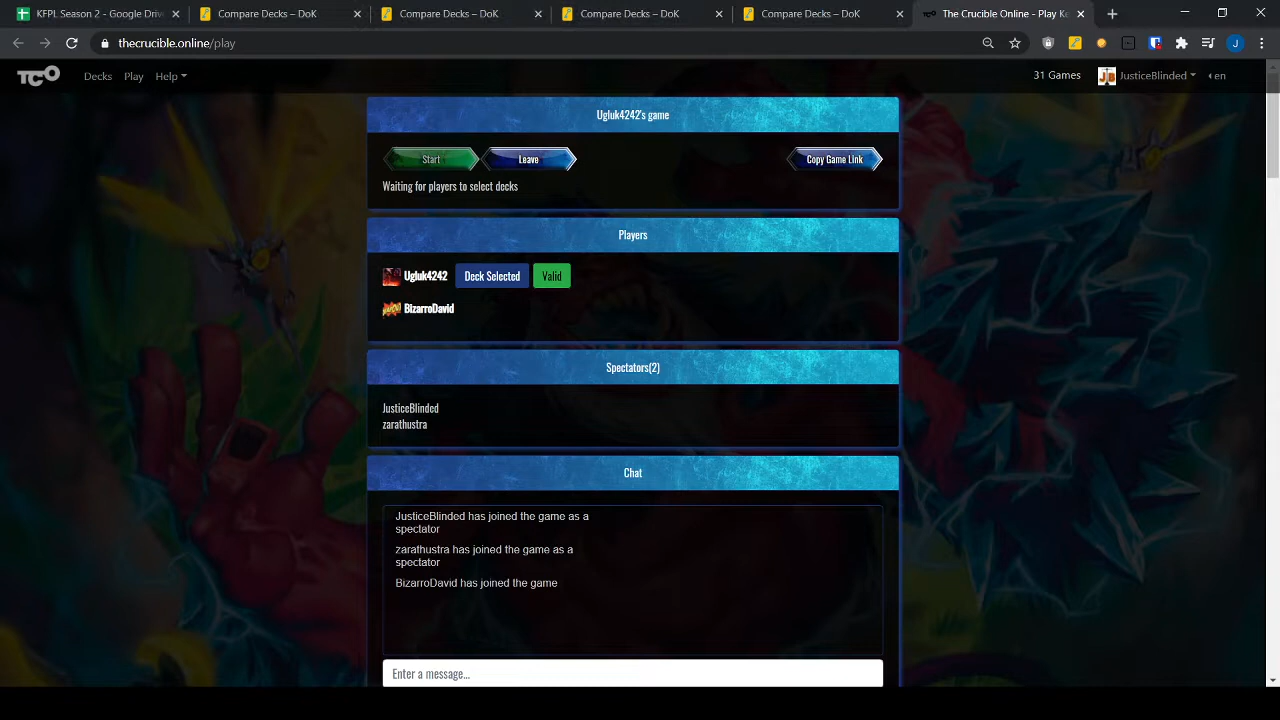 KFPL Season 2 - Google Driv
Compare Decks – DoK
Compare Decks – DoK
Compare Decks – DoK
Compare Decks – DoK
The Crucible Online - Play Ke
thecrucible.online/play
J
TCO
Decks
Play
Help
31 Games
JB
JusticeBlinded
en
Ugluk4242's game
Start
Leave
Copy Game Link
Waiting for players to select decks
Players
Ugluk4242
Deck Selected
Valid
BizarroDavid
Spectators(2)
JusticeBlinded
zarathustra
Chat
JusticeBlinded has joined the game as a
spectator
zarathustra has joined the game as a
spectator
BizarroDavid has joined the game
Enter a message...